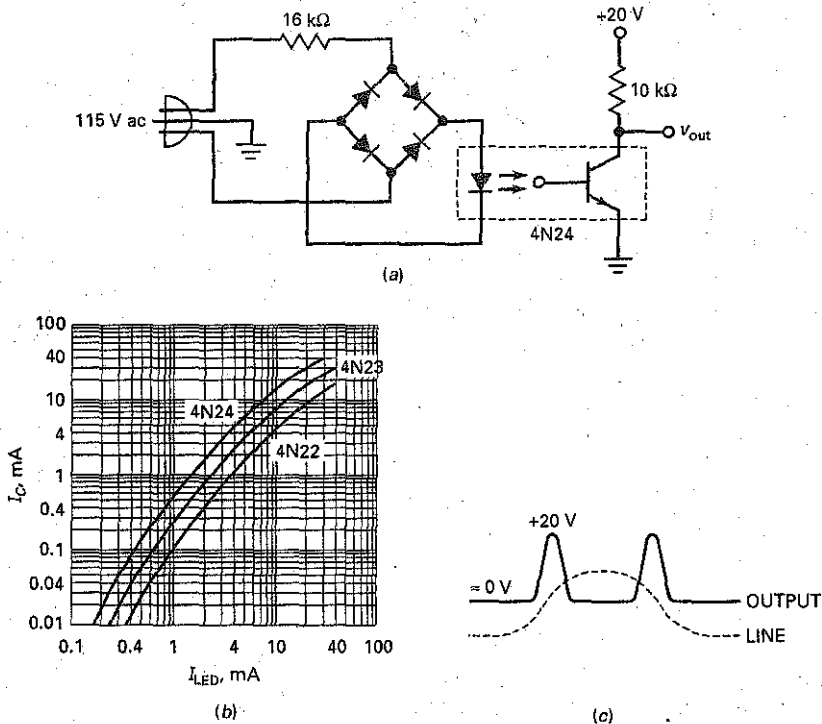 16 kΩ
+20 V
10 kΩ
115 V ac
v_out
4N24
(a)
100
40
10
4
1
0.4
0.1
0.04
0.01
I_C, mA
4N23
4N24
4N22
0.1
0.4
1
4
10
40
100
I_LED, mA
(b)
+20 V
≈ 0 V
OUTPUT
LINE
(c)